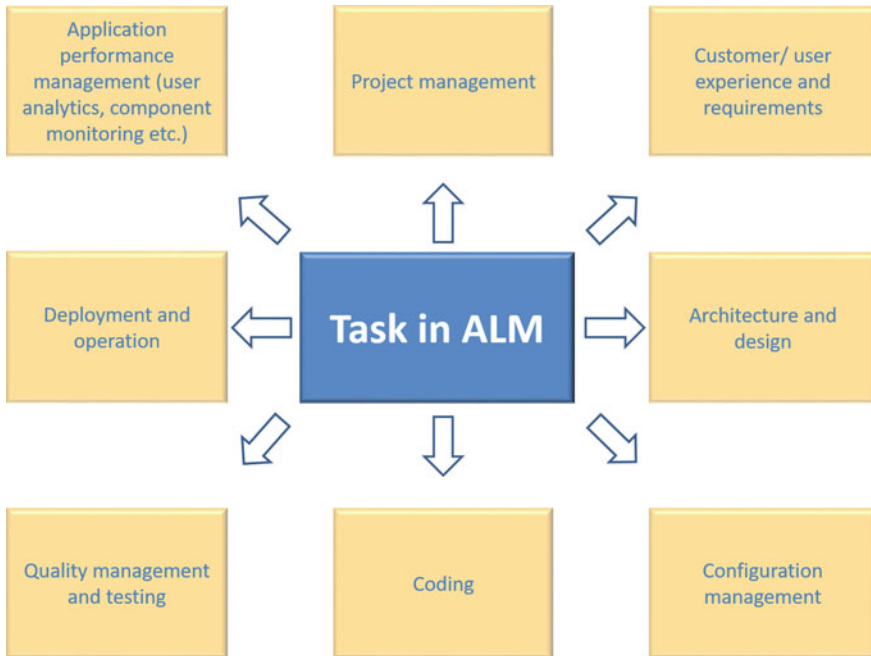 Application
performance
management (user
analytics, component
monitoring etc.)
Project management
Customer/ user
experience and
requirements
Deployment and
operation
Task in ALM
Architecture and
design
Quality management
and testing
Coding
Configuration
management